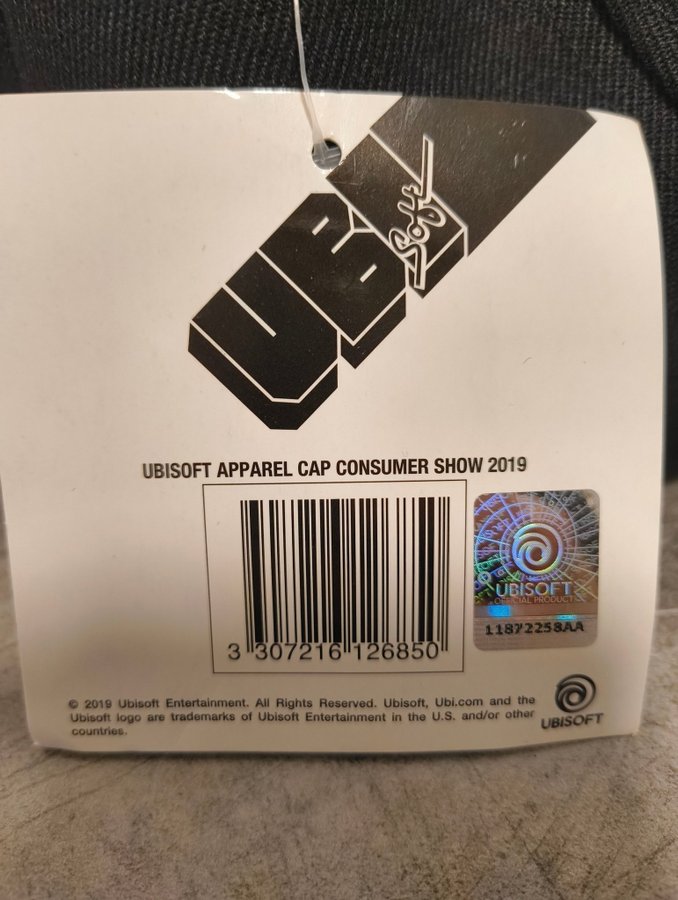 UBI
Soft
UBISOFT APPAREL CAP CONSUMER SHOW 2019
3 307216 126850
UBISOFT
OFFICIAL PRODUCT
11872258AA
© 2019 Ubisoft Entertainment. All Rights Reserved. Ubisoft, Ubi.com and the
Ubisoft logo are trademarks of Ubisoft Entertainment in the U.S. and/or other
countries.
UBISOFT